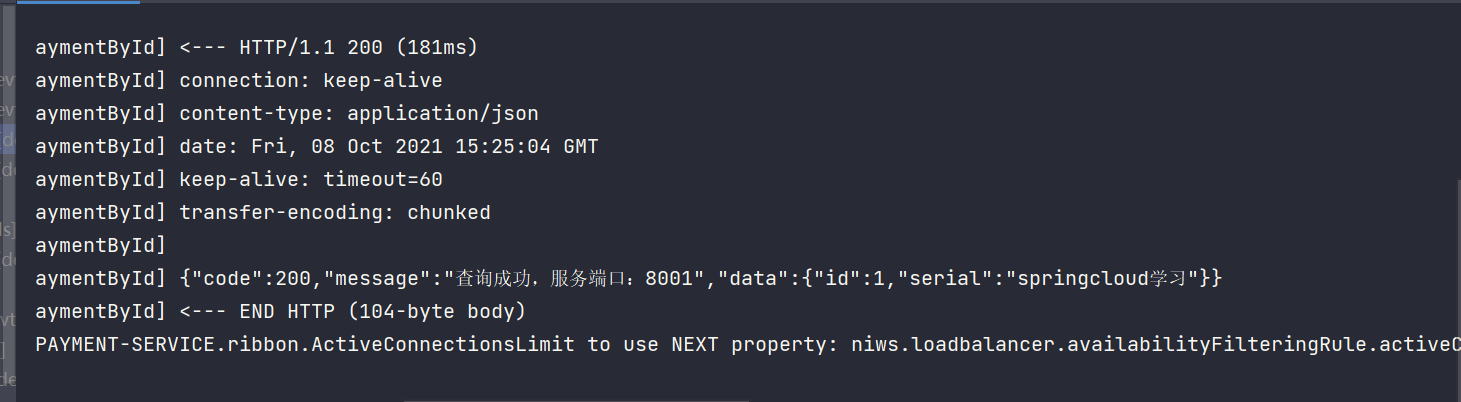 aymentById] <--- HTTP/1.1 200 (181ms)
aymentById] connection: keep-alive
aymentById] content-type: application/json
aymentById] date: Fri, 08 Oct 2021 15:25:04 GMT
aymentById] keep-alive: timeout=60
aymentById] transfer-encoding: chunked
aymentById]
aymentById] {"code":200,"message":"查询成功，服务端口：8001","data":{"id":1,"serial":"springcloud学习"}}
aymentById] <--- END HTTP (104-byte body)
PAYMENT-SERVICE.ribbon.ActiveConnectionsLimit to use NEXT property: niws.loadbalancer.availabilityFilteringRule.activeC